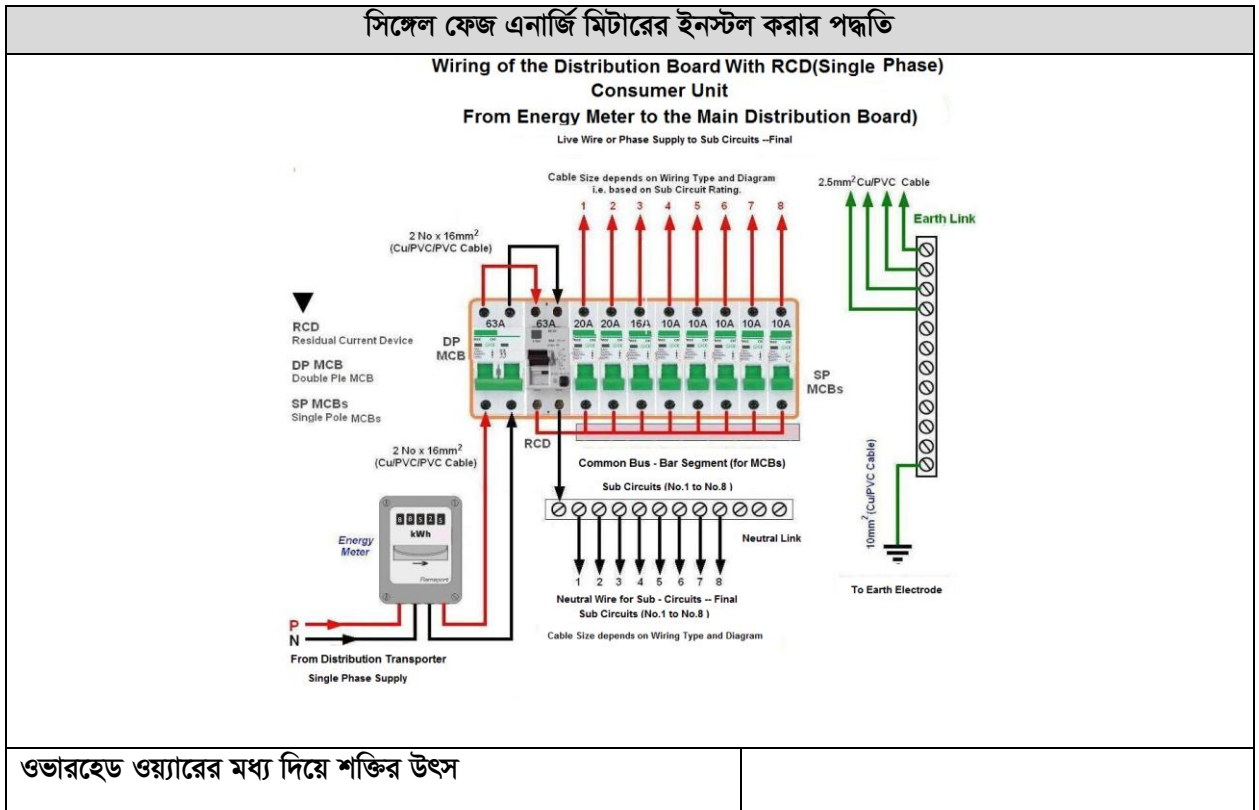 সিঙ্গেল ফেজ এনার্জি মিটারের ইনস্টল করার পদ্ধতি
Wiring of the Distribution Board With RCD(Single Phase)
Consumer Unit
From Energy Meter to the Main Distribution Board)
Live Wire or Phase Supply to Sub Circuits --Final
Cable Size depends on Wiring Type and Diagram
i.e. based on Sub Circuit Rating.
1 2 3 4 5 6 7 8
2.5mm² Cu/PVC Cable
Earth Link
2 No x 16mm²
(Cu/PVC/PVC Cable)
63A 63A 20A 20A 16A 10A 10A 10A 10A 10A
RCD
Residual Current Device
DP MCB
Double Ple MCB
SP MCBs
Single Pole MCBs
DP
MCB
SP
MCBs
RCD
2 No x 16mm²
(Cu/PVC/PVC Cable)
Common Bus - Bar Segment (for MCBs)
Sub Circuits (No.1 to No.8 )
Neutral Link
Energy
Meter
88525
kWh
1 2 3 4 5 6 7 8
Neutral Wire for Sub - Circuits -- Final
Sub Circuits (No.1 to No.8 )
Cable Size depends on Wiring Type and Diagram
10mm² (Cu/PVC Cable)
To Earth Electrode
P
N
From Distribution Transporter
Single Phase Supply
ওভারহেড ওয়্যারের মধ্য দিয়ে শক্তির উৎস